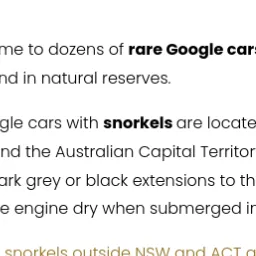 me to dozens of rare Google cars
nd in natural reserves.
gle cars with snorkels are locate
nd the Australian Capital Territor
ark grey or black extensions to th
e engine dry when submerged in
snorkels outside NSW and ACT a